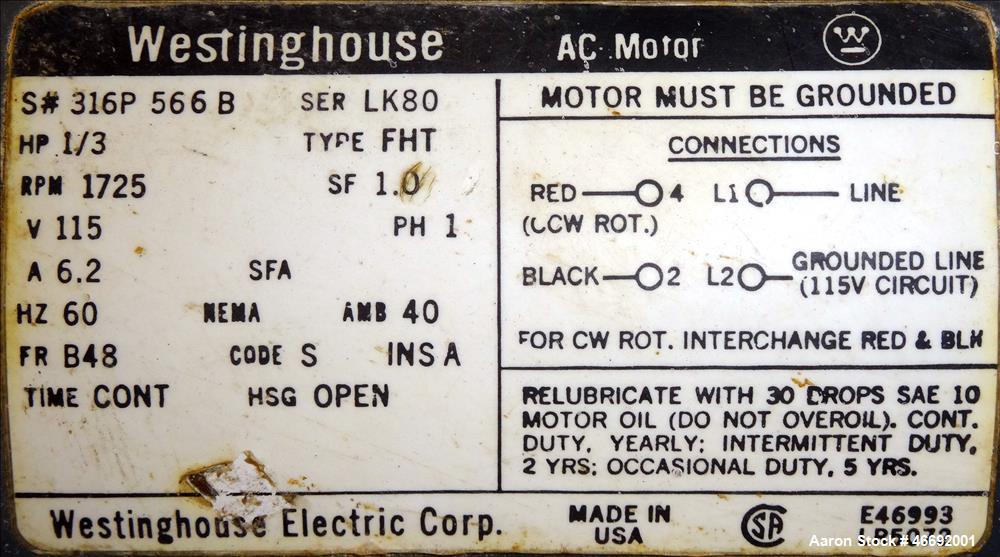 Westinghouse AC Motor
S# 316P 566 B SER LK80
HP 1/3 TYPE FHT
RPM 1725 SF 1.0
V 115 PH 1
A 6.2 SFA
HZ 60 NEMA AMB 40
FR B48 CODE S INS A
TIME CONT HSG OPEN
MOTOR MUST BE GROUNDED
CONNECTIONS
RED 4 L1 LINE
(CCW ROT.)
BLACK 2 L2 GROUNDED LINE
(115V CIRCUIT)
FOR CW ROT. INTERCHANGE RED & BLK
RELUBRICATE WITH 30 DROPS SAE 10
MOTOR OIL (DO NOT OVEROIL). CONT.
DUTY, YEARLY; INTERMITTENT DUTY,
2 YRS; OCCASIONAL DUTY, 5 YRS.
Westinghouse Electric Corp.
MADE IN
USA
SA
E46993
Aaron Stock # 46692001